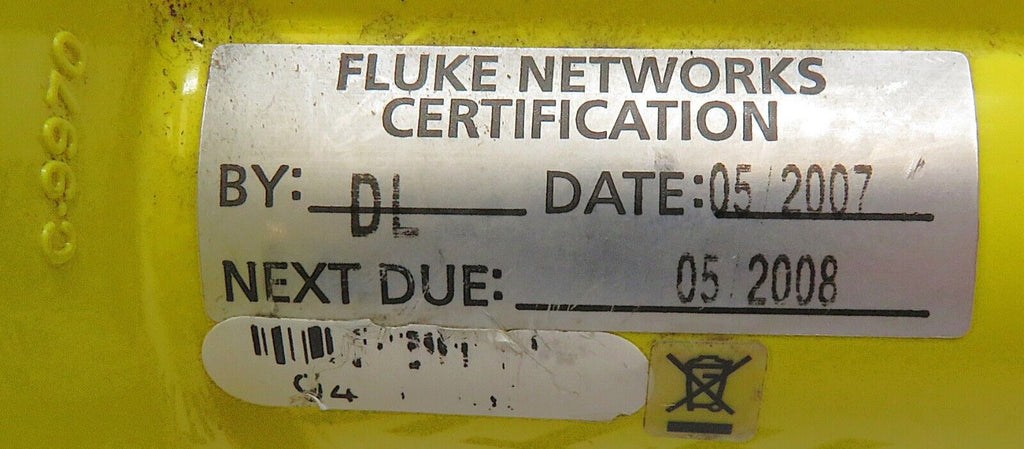 FLUKE NETWORKS
CERTIFICATION
BY: DL DATE: 05/2007
NEXT DUE: 05/2008